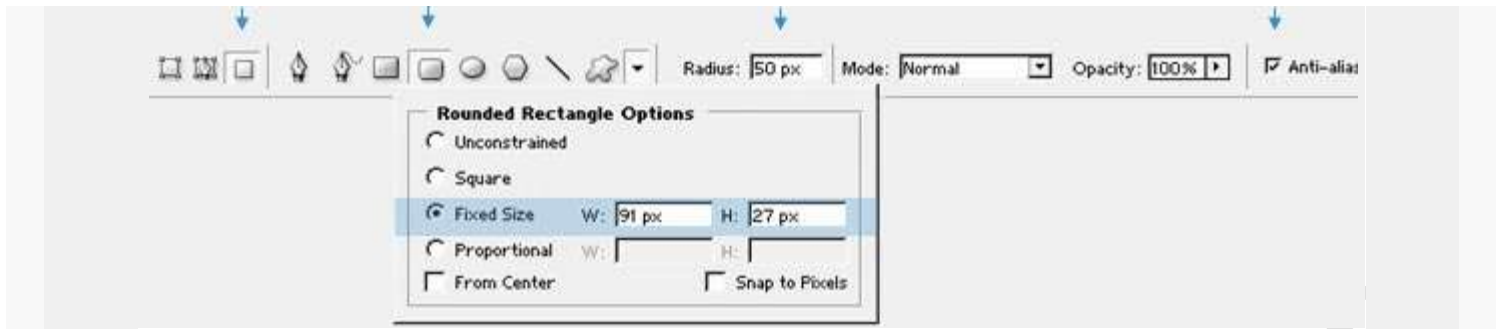 Radius: 50 px Mode: Normal Opacity: 100% Anti-alias
Rounded Rectangle Options
Unconstrained
Square
Fixed Size W: 91 px H: 27 px
Proportional W: H:
From Center Snap to Pixels